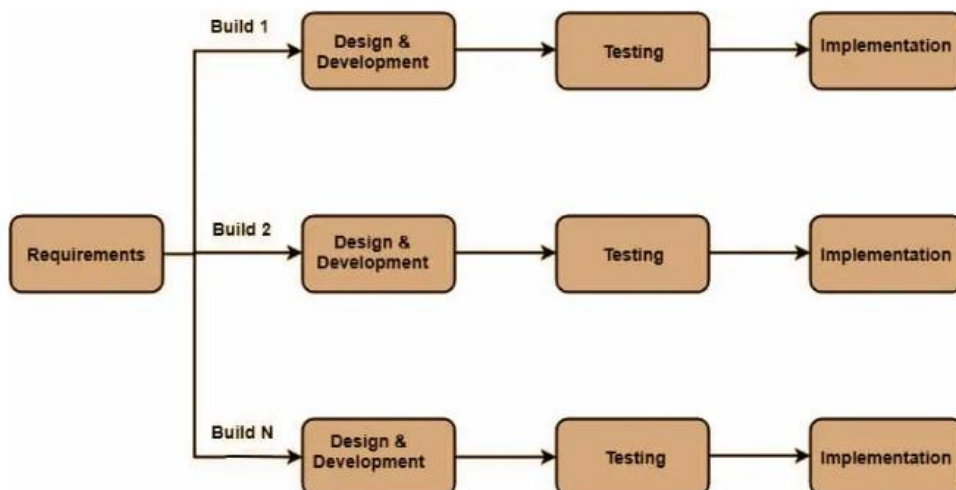 Build 1
Design &
Development
Testing
Implementation
Requirements
Build 2
Design &
Development
Testing
Implementation
Build N
Design &
Development
Testing
Implementation